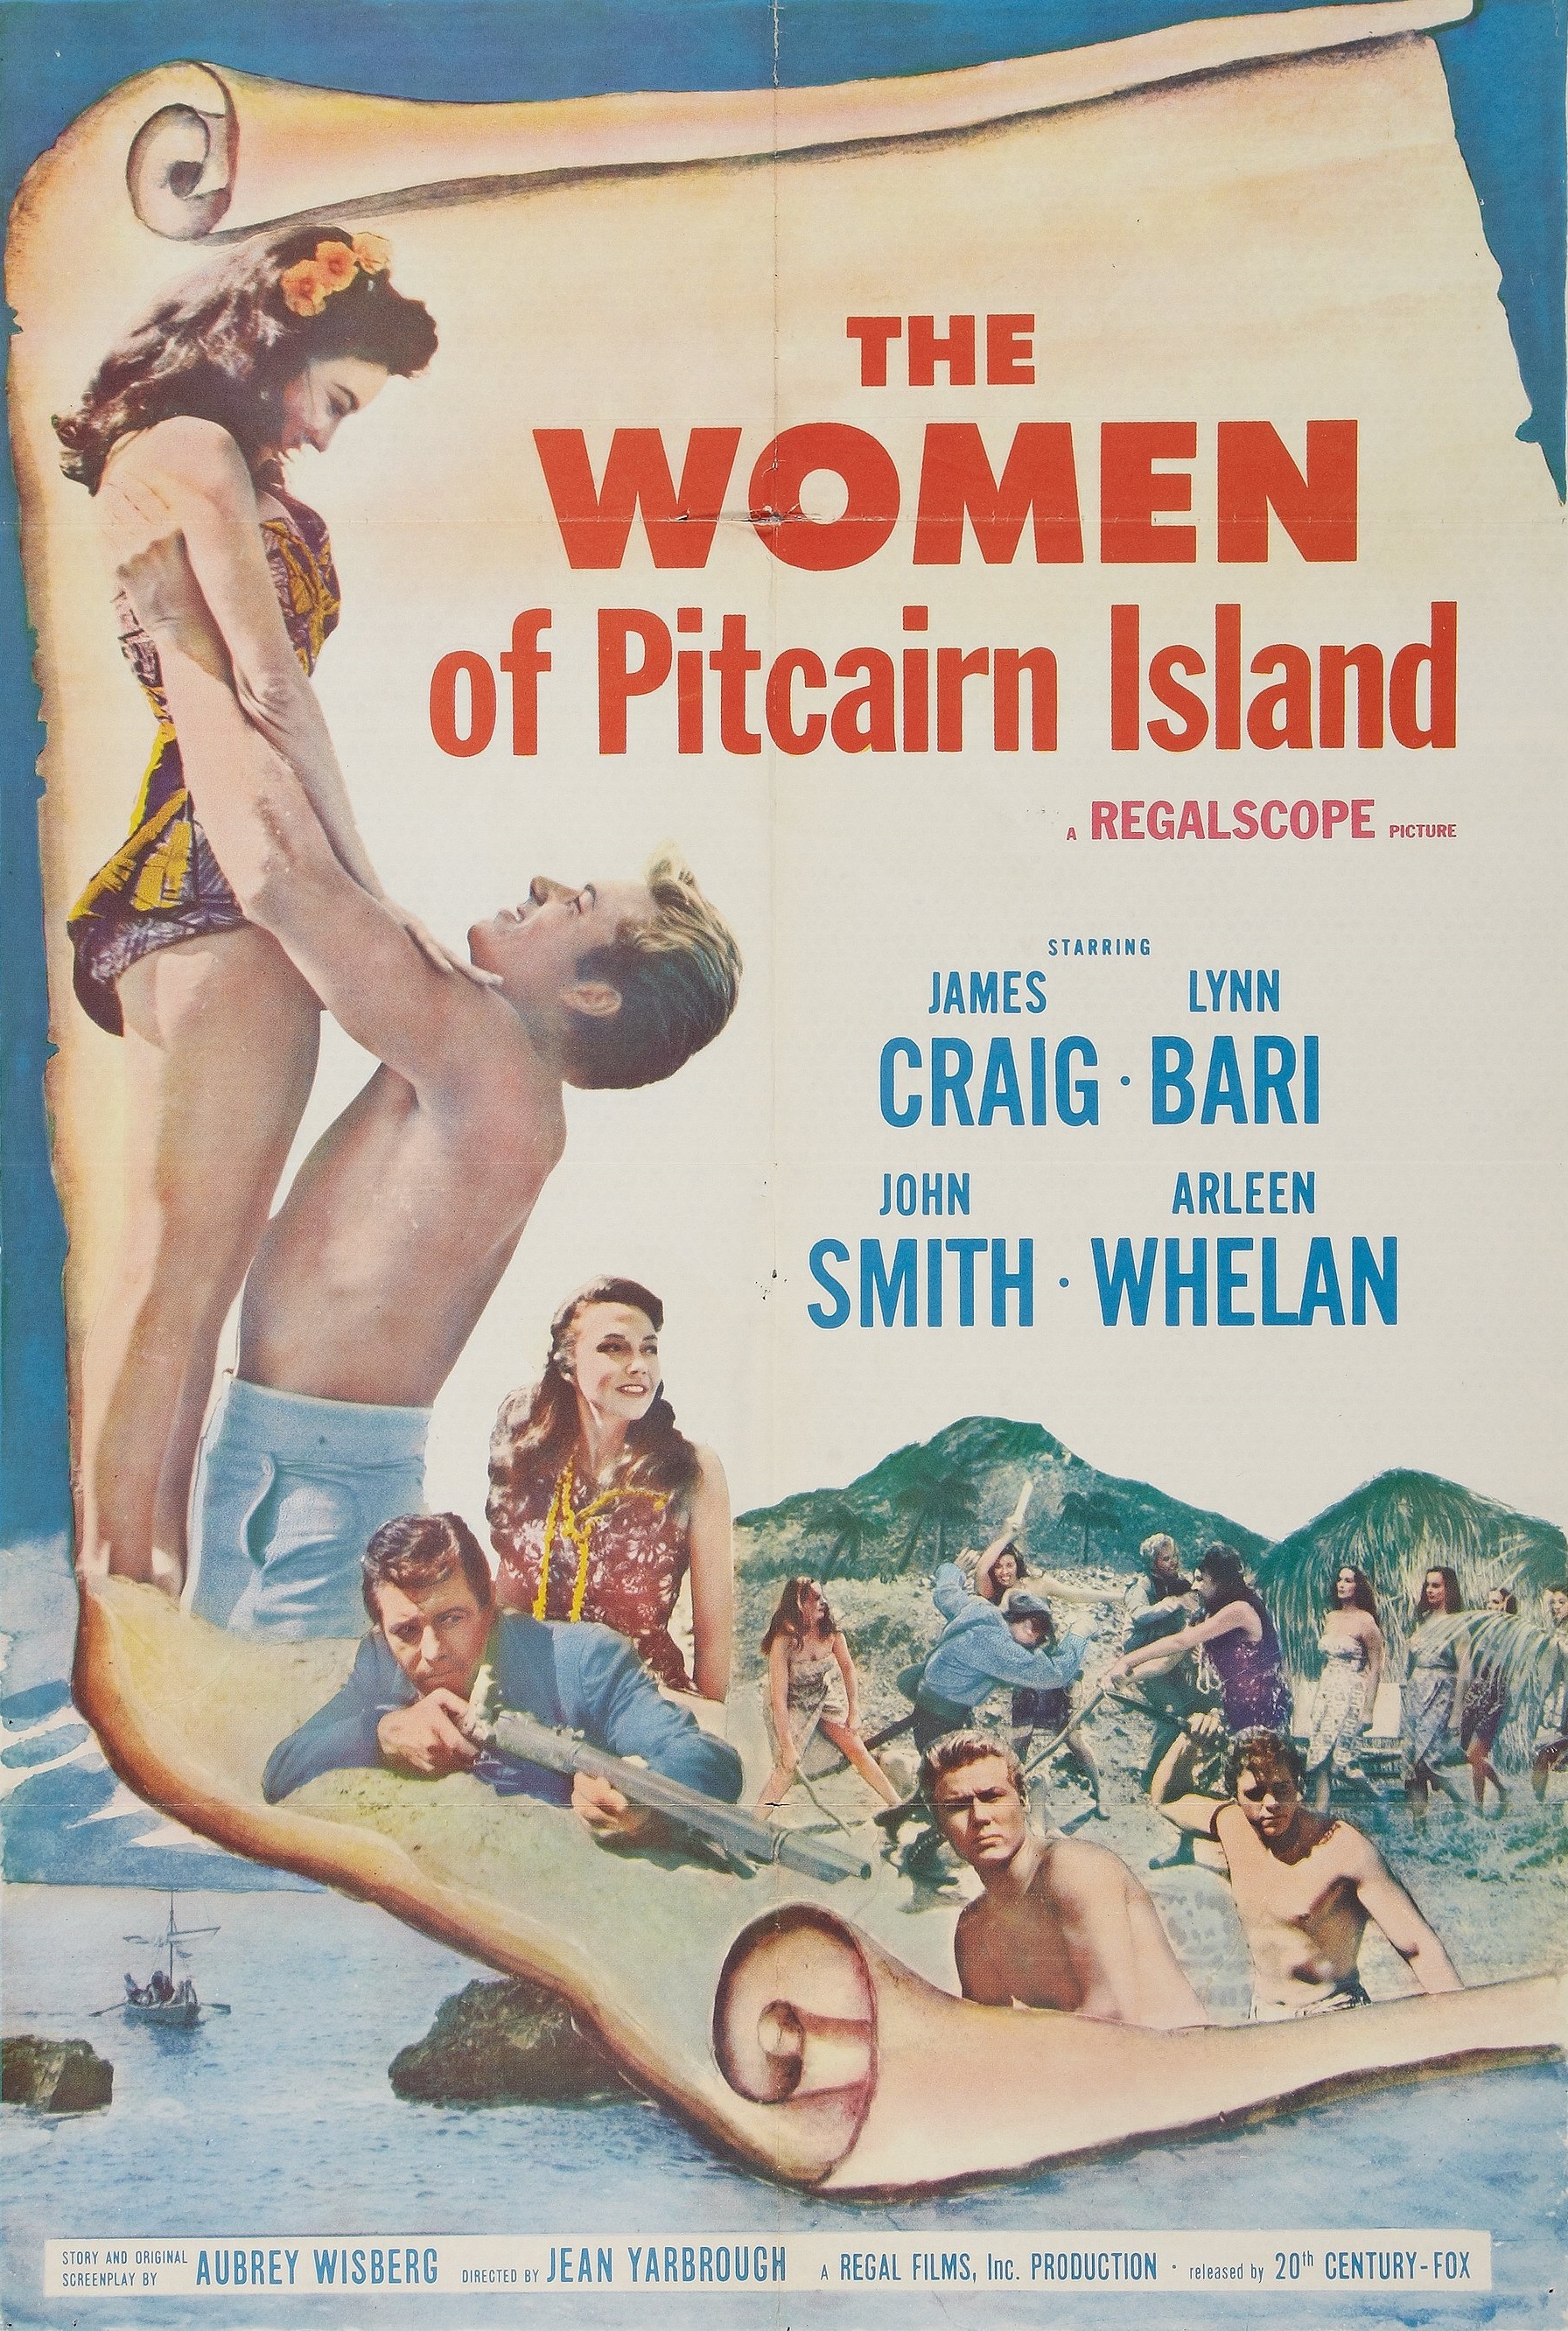 THE
WOMEN
of Pitcairn Island
A REGALSCOPE PICTURE
STARRING
JAMES LYNN
CRAIG · BARI
JOHN ARLEEN
SMITH · WHELAN
STORY AND ORIGINAL
SCREENPLAY BY AUBREY WISBERG DIRECTED BY JEAN YARBROUGH A REGAL FILMS, Inc. PRODUCTION · released by 20th CENTURY-FOX